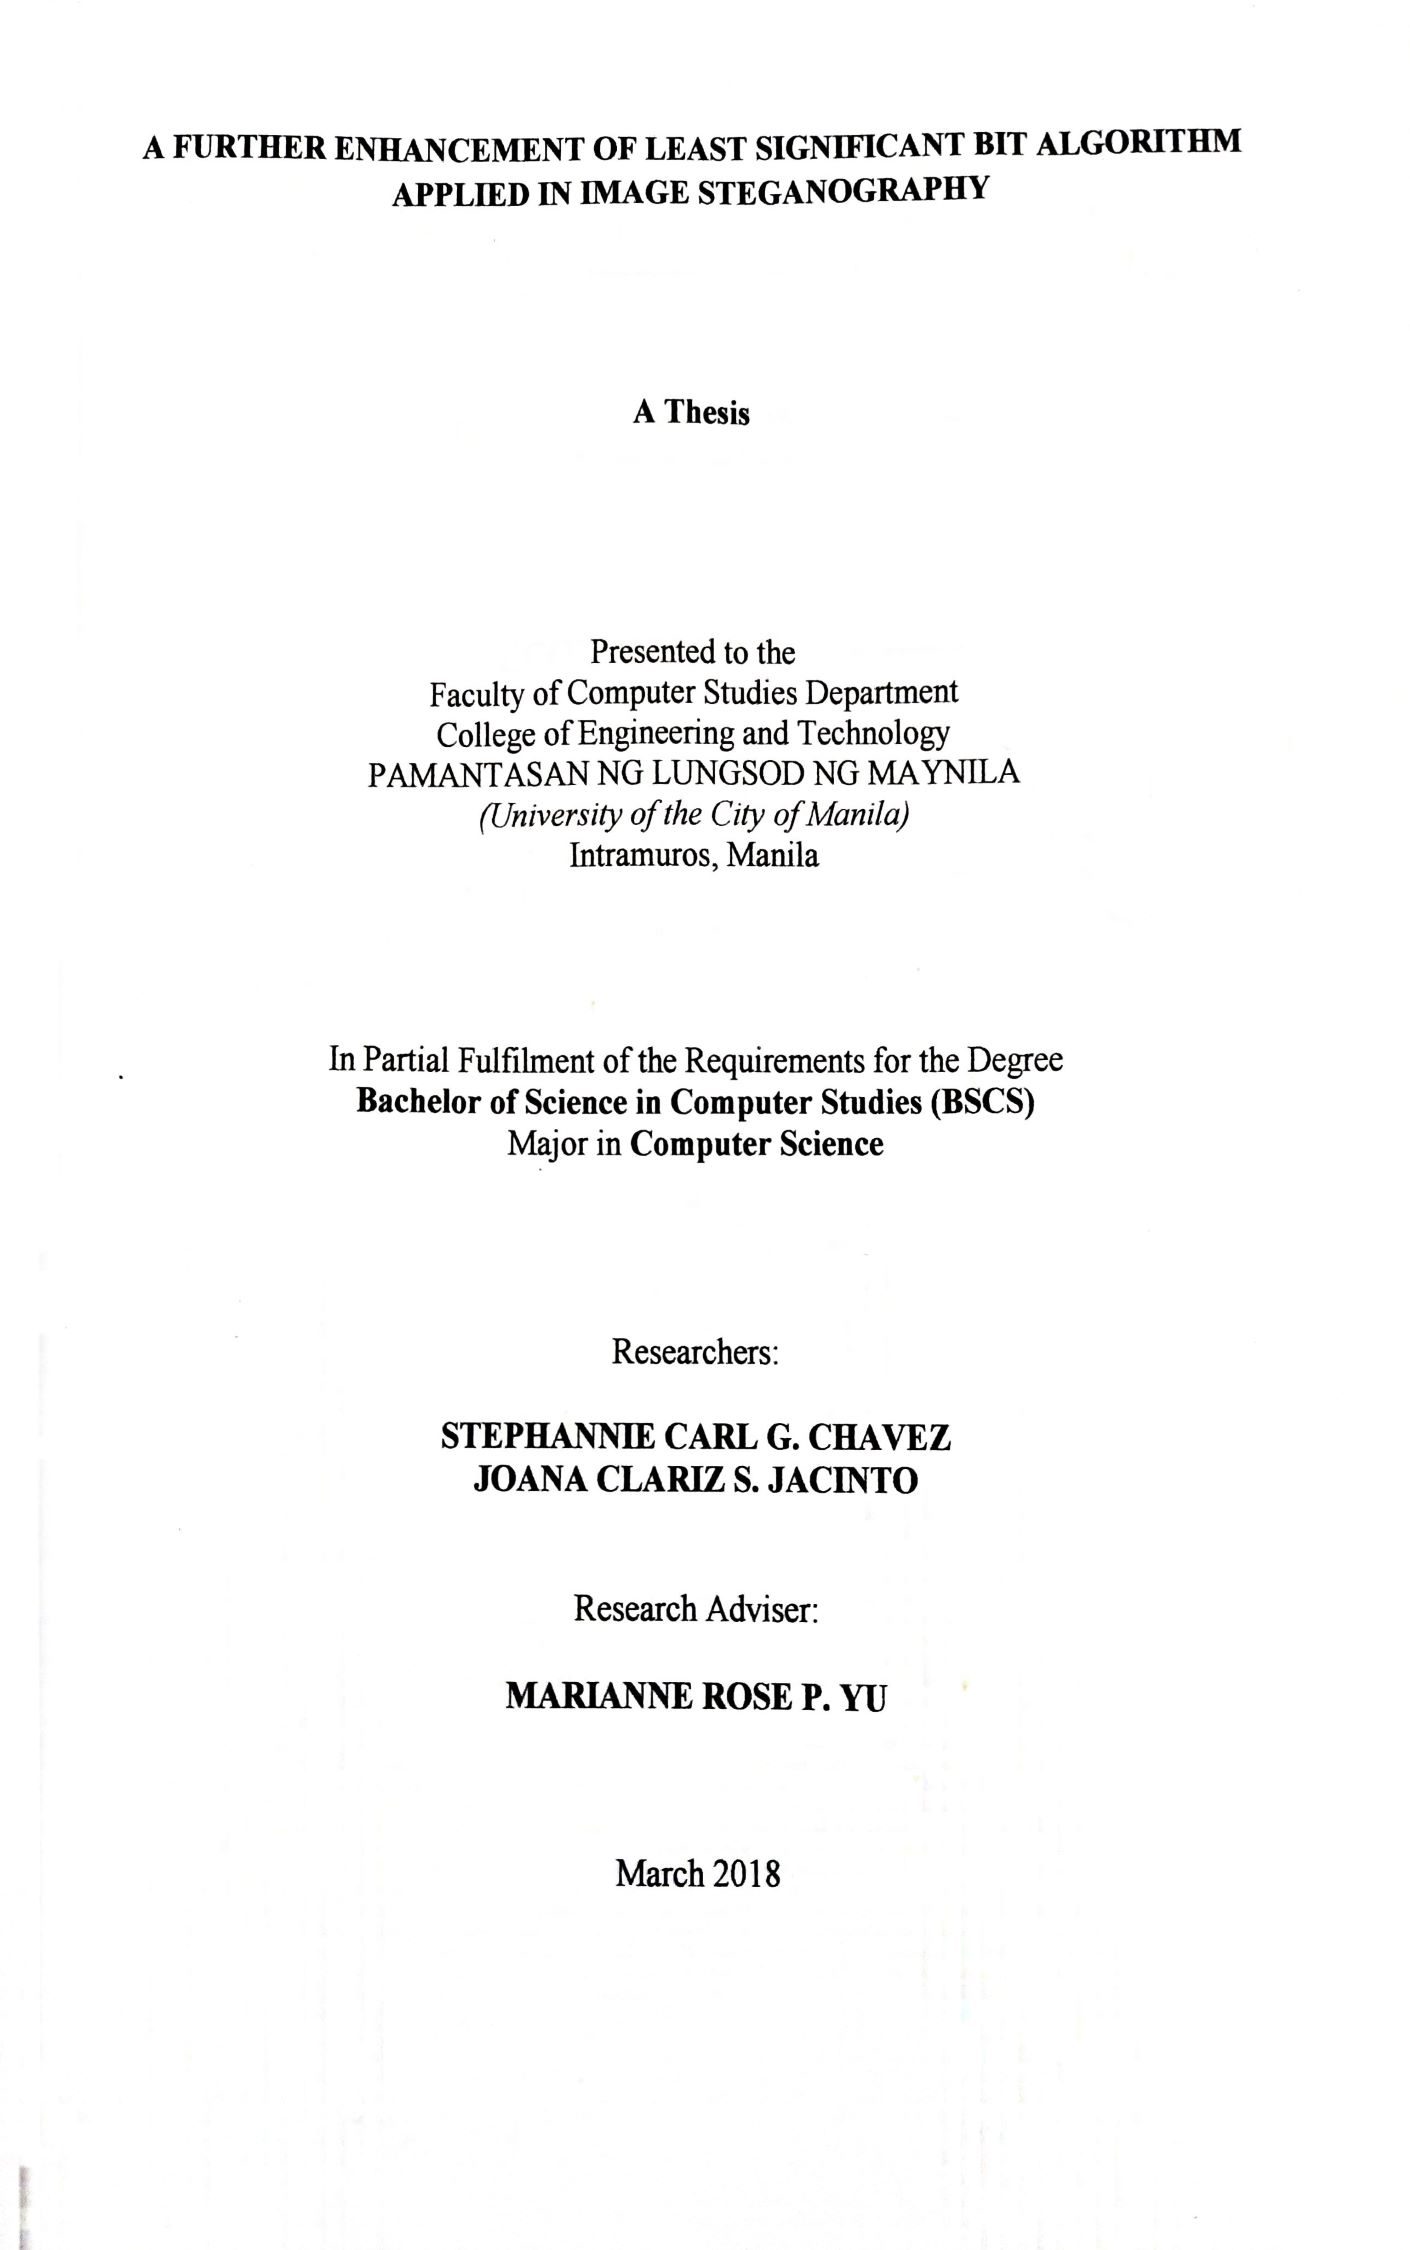 A FURTHER ENHANCEMENT OF LEAST SIGNIFICANT BIT ALGORITHM
APPLIED IN IMAGE STEGANOGRAPHY
A Thesis
Presented to the
Faculty of Computer Studies Department
College of Engineering and Technology
PAMANTASAN NG LUNGSOD NG MAYNILA
(University of the City of Manila)
Intramuros, Manila
In Partial Fulfilment of the Requirements for the Degree
Bachelor of Science in Computer Studies (BSCS)
Major in Computer Science
Researchers:
STEPHANNIE CARL G. CHAVEZ
JOANA CLARIZ S. JACINTO
Research Adviser:
MARIANNE ROSE P. YU
March 2018